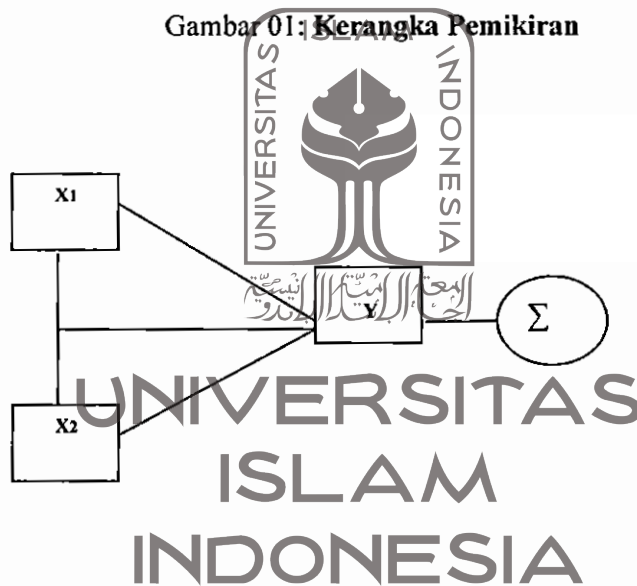 Gambar 01: Kerangka Pemikiran
ISLAM
UNIVERSITAS
INDONESIA
X1
Y
Σ
X2
UNIVERSITAS
ISLAM
INDONESIA